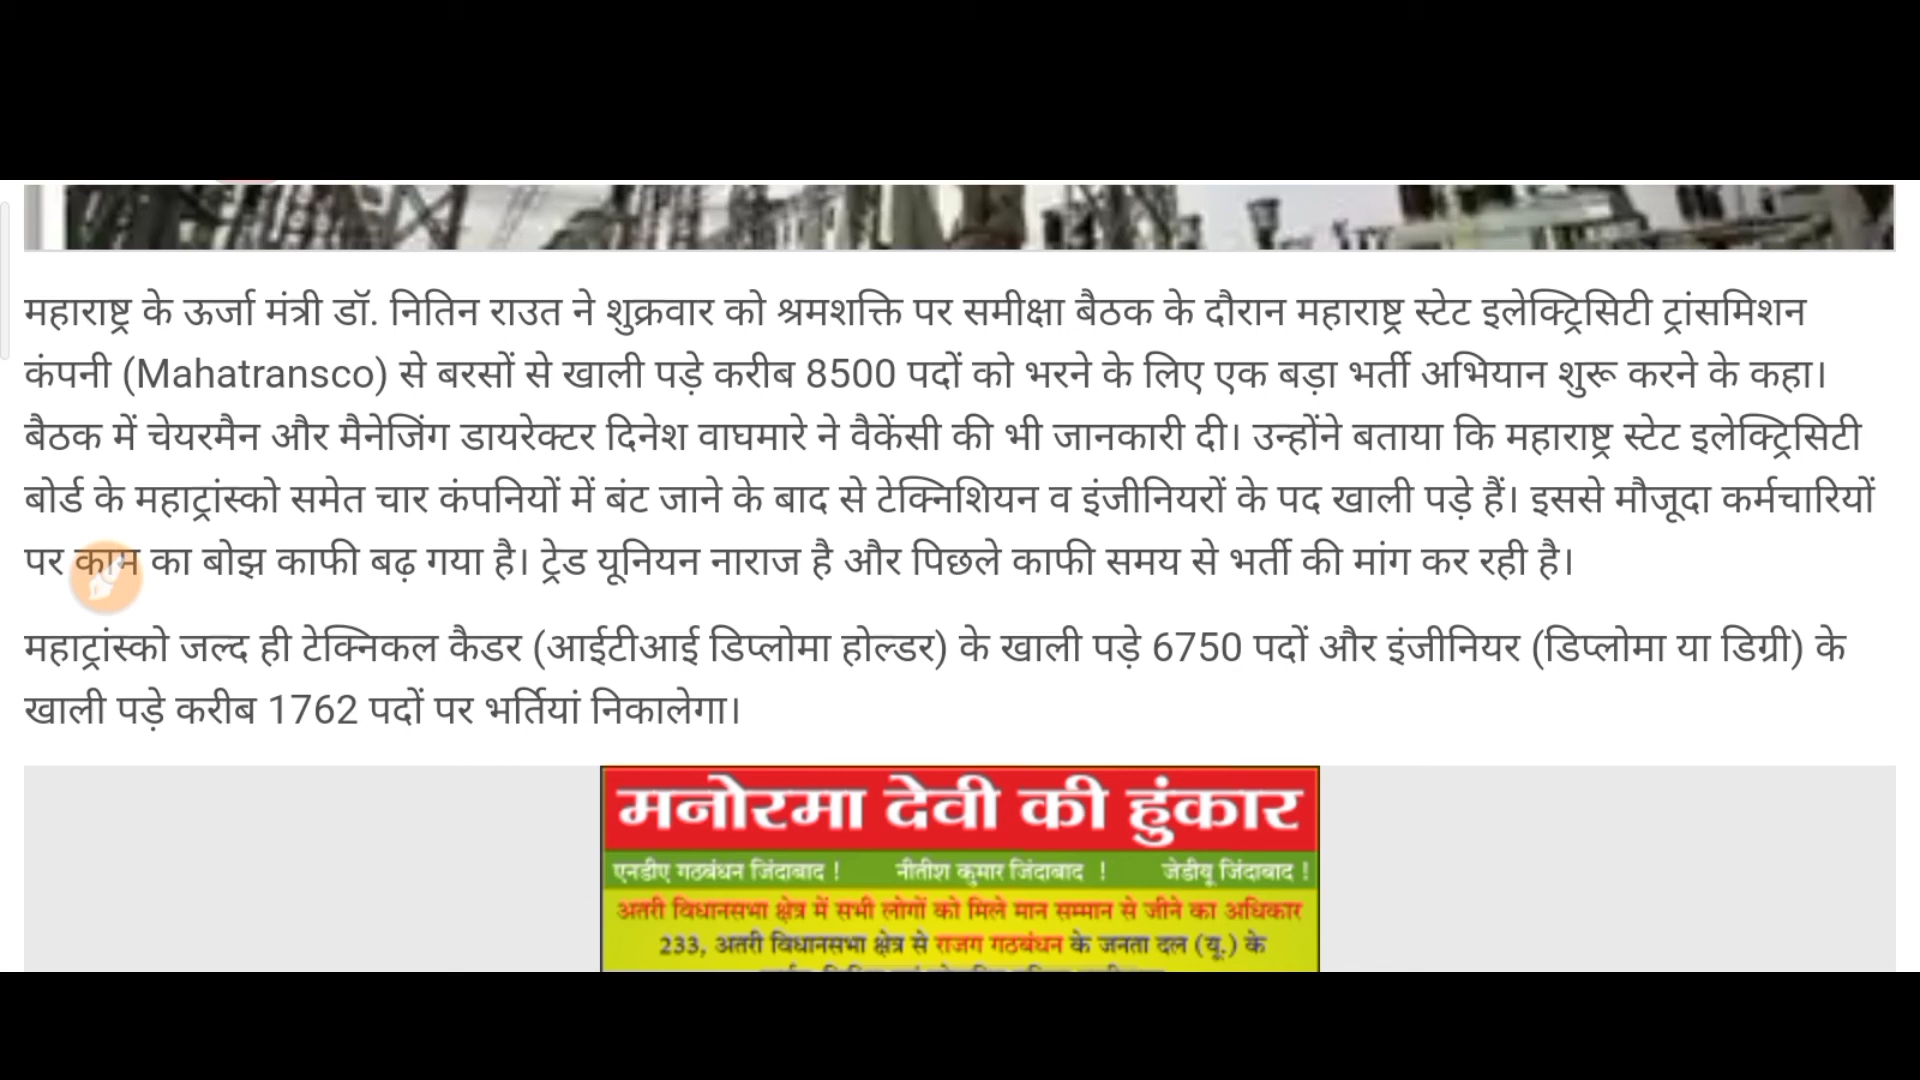 महाराष्ट्र के ऊर्जा मंत्री डॉ. नितिन राउत ने शुक्रवार को श्रमशक्ति पर समीक्षा बैठक के दौरान महाराष्ट्र स्टेट इलेक्ट्रिसिटी ट्रांसमिशन
कंपनी (Mahatransco) से बरसों से खाली पड़े करीब 8500 पदों को भरने के लिए एक बड़ा भर्ती अभियान शुरू करने के कहा।
बैठक में चेयरमैन और मैनेजिंग डायरेक्टर दिनेश वाघमारे ने वैकेंसी की भी जानकारी दी। उन्होंने बताया कि महाराष्ट्र स्टेट इलेक्ट्रिसिटी
बोर्ड के महाट्रांस्को समेत चार कंपनियों में बंट जाने के बाद से टेक्निशियन व इंजीनियरों के पद खाली पड़े हैं। इससे मौजूदा कर्मचारियों
पर काम का बोझ काफी बढ़ गया है। ट्रेड यूनियन नाराज है और पिछले काफी समय से भर्ती की मांग कर रही है।
महाट्रांस्को जल्द ही टेक्निकल कैडर (आईटीआई डिप्लोमा होल्डर) के खाली पड़े 6750 पदों और इंजीनियर (डिप्लोमा या डिग्री) के
खाली पड़े करीब 1762 पदों पर भर्तियां निकालेगा।
मनोरमा देवी की हुंकार
एनडीए गठबंधन जिंदाबाद ! नीतीश कुमार जिंदाबाद ! जेडीयू जिंदाबाद !
अतरी विधानसभा क्षेत्र में सभी लोगों को मिले मान सम्मान से जीने का अधिकार
233, अतरी विधानसभा क्षेत्र से राजग गठबंधन के जनता दल (यू.) के